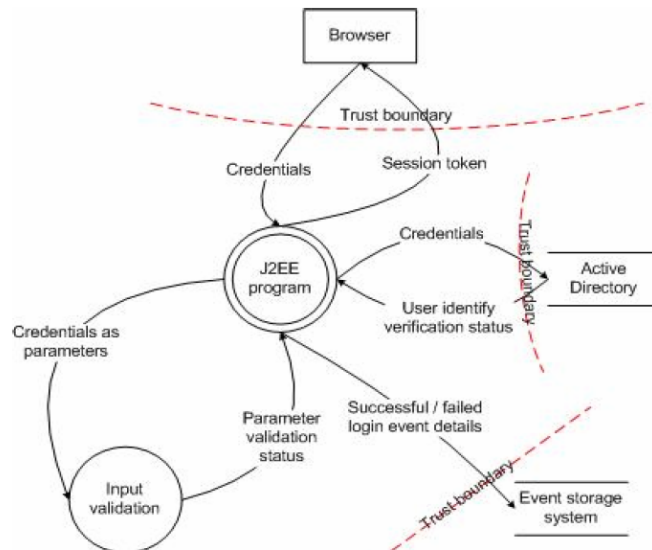 Browser
Trust boundary
Credentials
Session token
Credentials
J2EE
program
Trust boundary
Active
Directory
User identify
verification status
Credentials as
parameters
Successful / failed
login event details
Parameter
validation
status
Trust boundary
Input
validation
Event storage
system